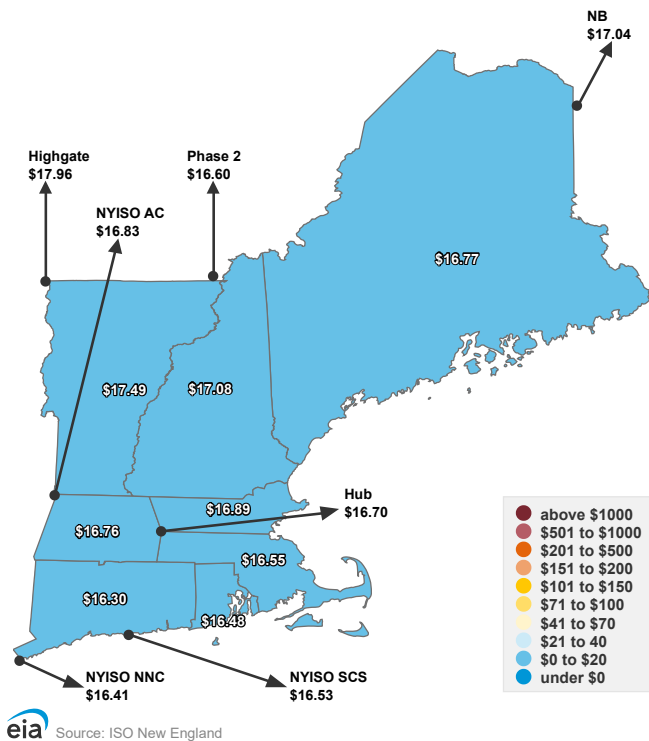 NB
$17.04
Highgate
$17.96
Phase 2
$16.60
NYISO AC
$16.83
$16.77
$17.49
$17.08
Hub
$16.70
$16.89
$16.76
$16.55
$16.30
$16.48
NYISO NNC
$16.41
NYISO SCS
$16.53
above $1000
$501 to $1000
$201 to $500
$151 to $200
$101 to $150
$71 to $100
$41 to $70
$21 to 40
$0 to $20
under $0
eia Source: ISO New England